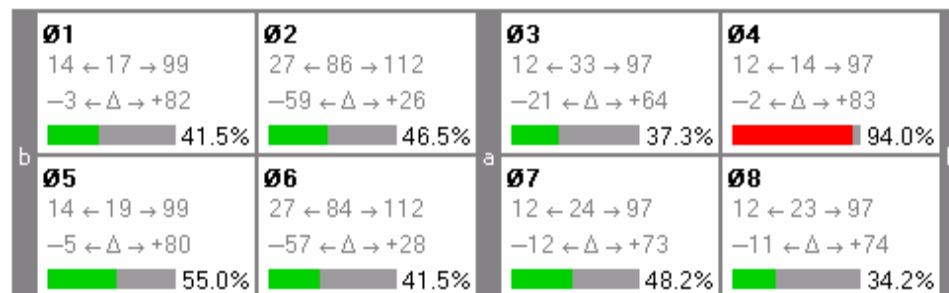 Ø1
14 ← 17 → 99
–3 ← Δ → +82
41.5%
Ø2
27 ← 86 → 112
–59 ← Δ → +26
46.5%
Ø3
12 ← 33 → 97
–21 ← Δ → +64
37.3%
Ø4
12 ← 14 → 97
–2 ← Δ → +83
94.0%
b
a
Ø5
14 ← 19 → 99
–5 ← Δ → +80
55.0%
Ø6
27 ← 84 → 112
–57 ← Δ → +28
41.5%
Ø7
12 ← 24 → 97
–12 ← Δ → +73
48.2%
Ø8
12 ← 23 → 97
–11 ← Δ → +74
34.2%